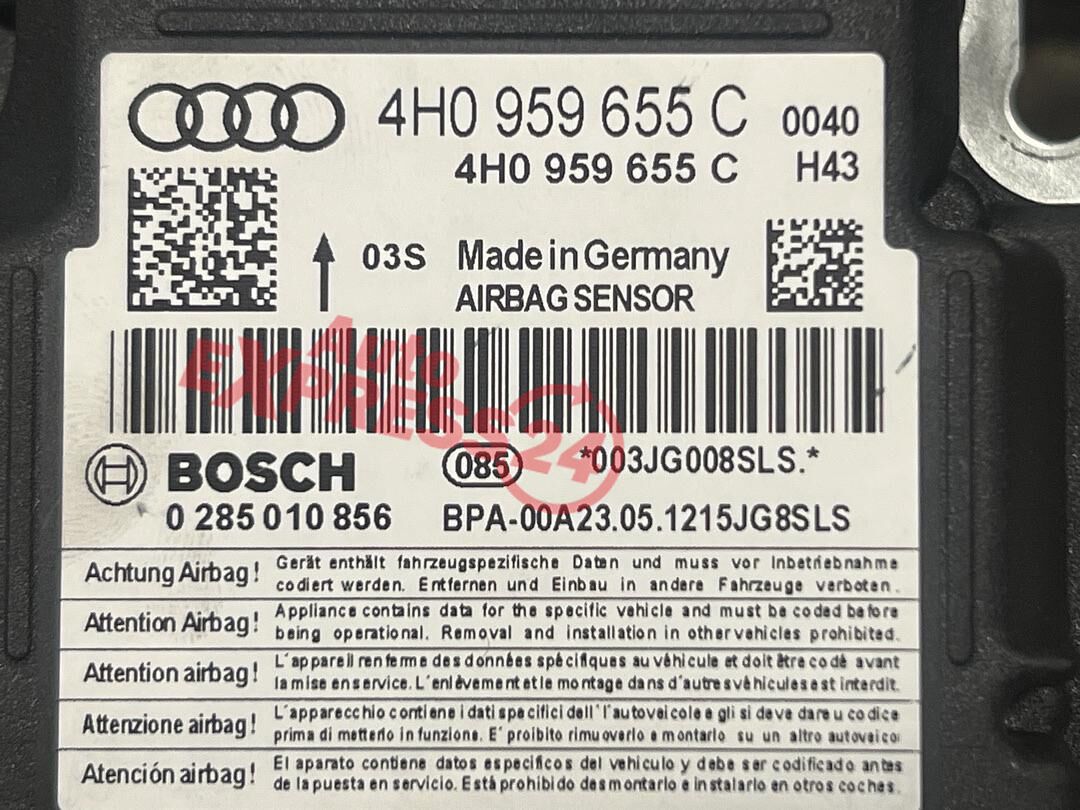 4H0 959 655 C 0040
4H0 959 655 C H43
03S Made in Germany
AIRBAG SENSOR
Auto
EXPRESS24
BOSCH 085 *003JG008SLS.*
0 285 010 856 BPA-00A23.05.1215JG8SLS
Achtung Airbag! Gerät enthält fahrzeugspezifische Daten und muss vor Inbetriebnahme
codiert werden. Entfernen und Einbau in andere Fahrzeuge verboten.
Attention Airbag! Appliance contains data for the specific vehicle and must be coded before
being operational. Removal and installation in other vehicles prohibited.
Attention airbag! L'appareil renferme des données spécifiques au véhicule et doit être codé avant
la mise en service. L'enlèvement et le montage dans d'autres véhicules est interdit.
Attenzione airbag! L'apparecchio contiene i dati specifici dell'l'autoveicolo e gli si deve dare u codice
prima di metterlo in funzione. E' proibito rimuoverlo e montarlo su un altro autoveico
Atención airbag! El aparato contiene datos especificos del vehiculo y debe ser codificado antes
de la puesta en servicio. Está prohibido desmontarlo e instalarlo en otros coches.